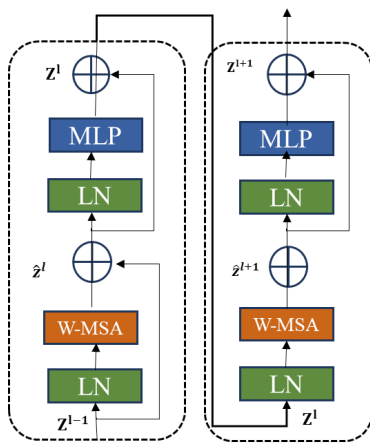 Z^l
MLP
LN
ẑ^l
W-MSA
LN
Z^{l-1}
Z^{l+1}
MLP
LN
ẑ^{l+1}
W-MSA
LN
Z^l